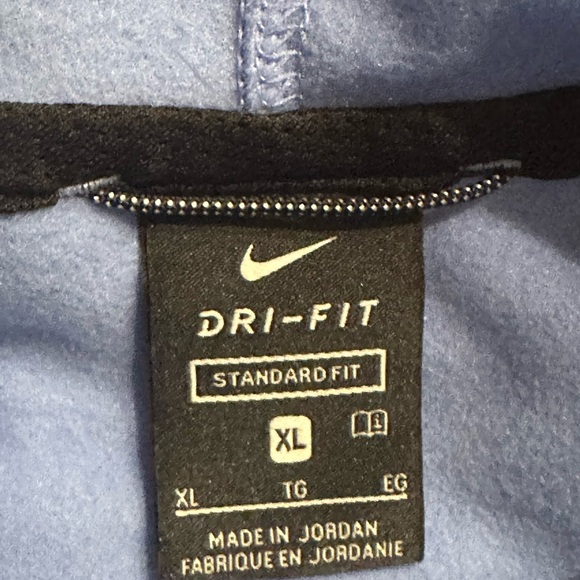 DRI-FIT
STANDARD FIT
XL
XL TG EG
MADE IN JORDAN
FABRIQUE EN JORDANIE